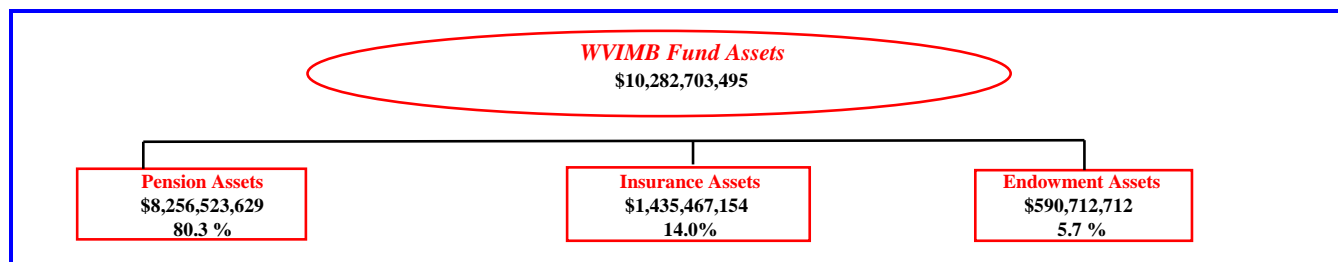 WVIMB Fund Assets
$10,282,703,495
Pension Assets
$8,256,523,629
80.3 %
Insurance Assets
$1,435,467,154
14.0%
Endowment Assets
$590,712,712
5.7 %